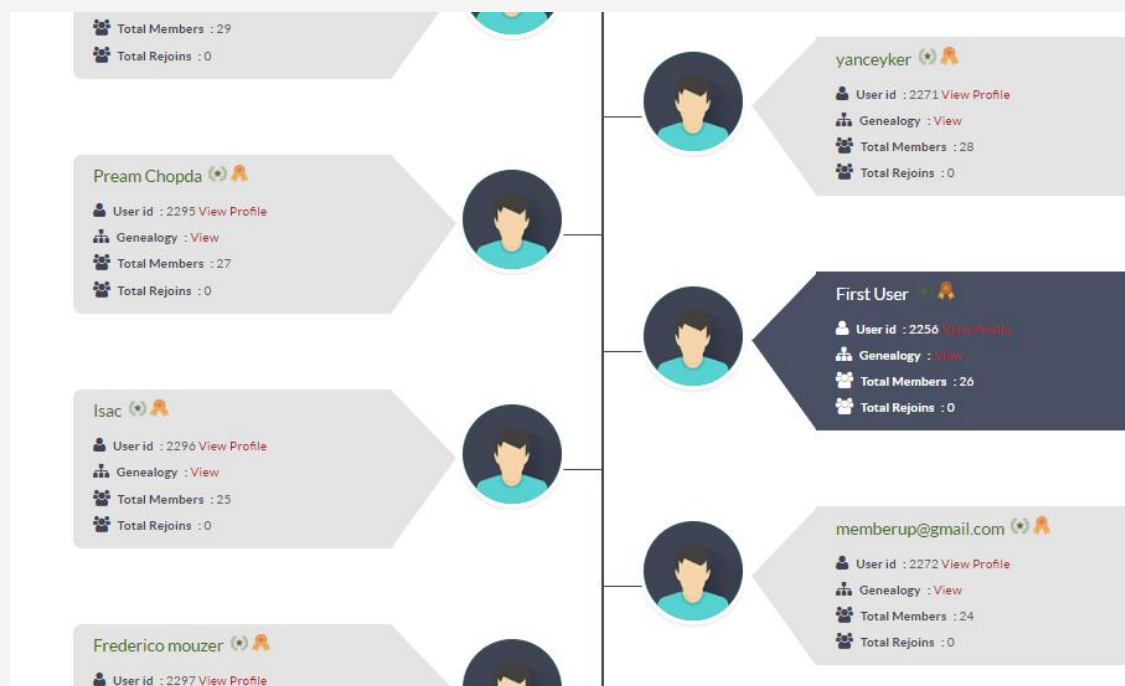 Total Members : 29
Total Rejoins : 0
yanceyker
User id : 2271 View Profile
Genealogy : View
Total Members : 28
Total Rejoins : 0
Pream Chopda
User id : 2295 View Profile
Genealogy : View
Total Members : 27
Total Rejoins : 0
First User
User id : 2256 View Profile
Genealogy : View
Total Members : 26
Total Rejoins : 0
Isac
User id : 2296 View Profile
Genealogy : View
Total Members : 25
Total Rejoins : 0
memberup@gmail.com
User id : 2272 View Profile
Genealogy : View
Total Members : 24
Total Rejoins : 0
Frederico mouzer
User id : 2297 View Profile